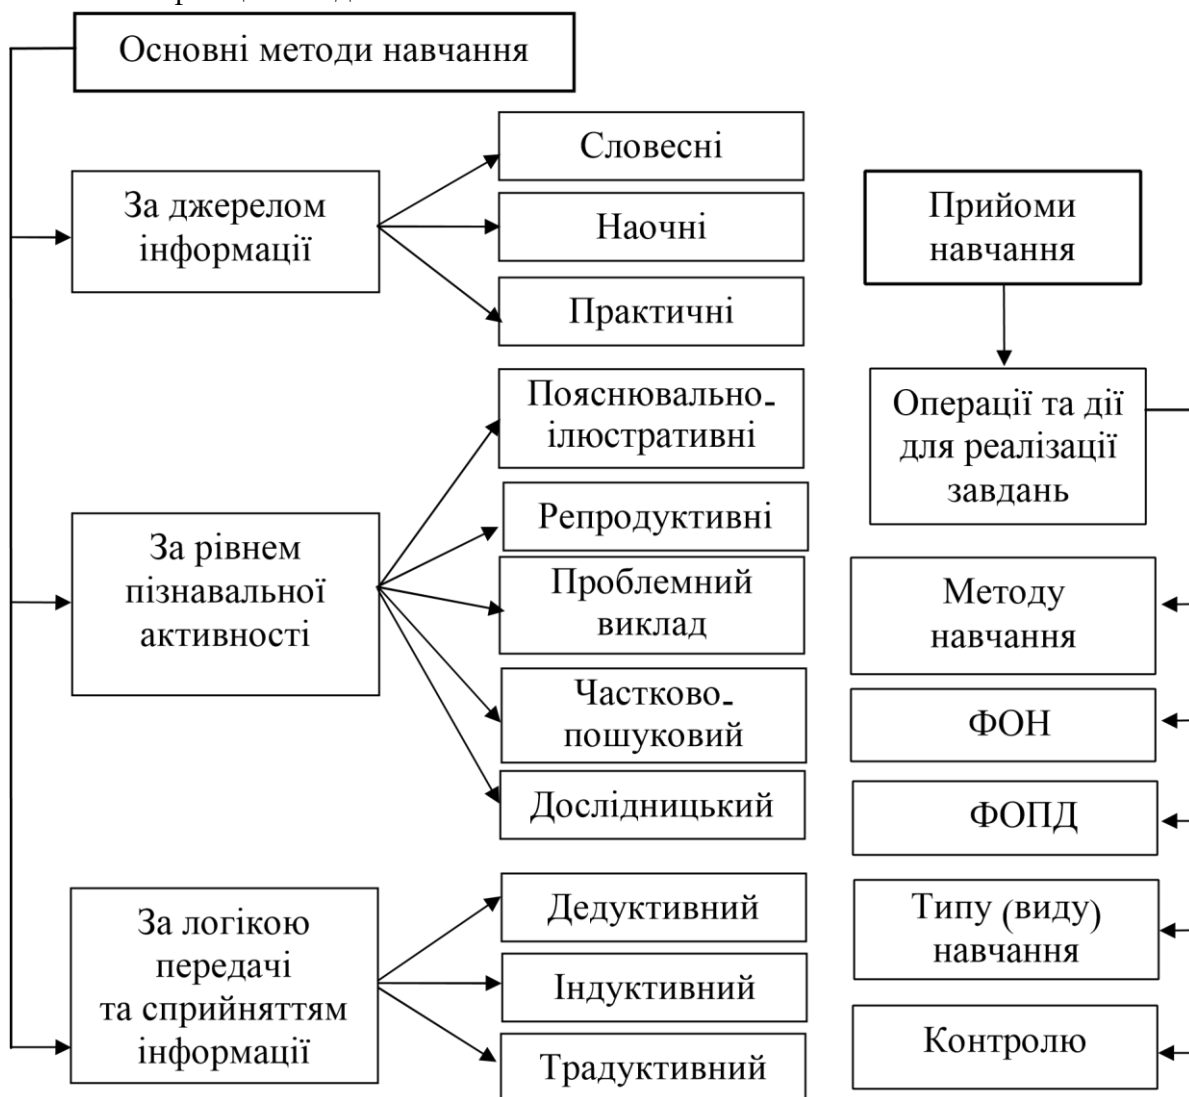 Основні методи навчання
За джерелом
інформації
Словесні
Наочні
Практичні
За рівнем
пізнавальної
активності
Пояснювально-
ілюстративні
Репродуктивні
Проблемний
виклад
Частково-
пошуковий
Дослідницький
За логікою
передачі
та сприйняттям
інформації
Дедуктивний
Індуктивний
Традуктивний
Прийоми
навчання
Операції та дії
для реалізації
завдань
Методу
навчання
ФОН
ФОПД
Типу (виду)
навчання
Контролю